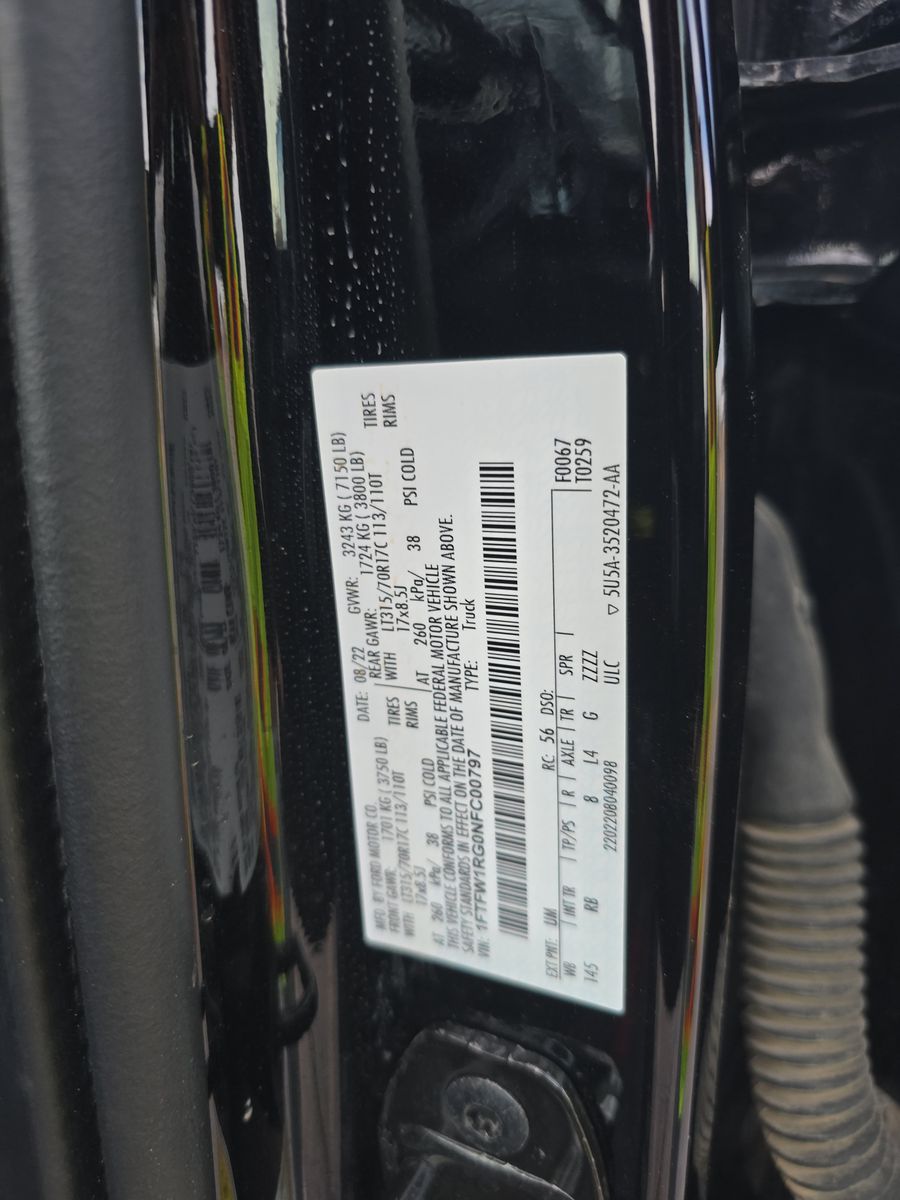 MFD. BY FORD MOTOR CO.
DATE: 08/22 GVWR: 3243 KG ( 7150 LB)
FRONT GAWR: 1701 KG ( 3750 LB) REAR GAWR: 1724 KG ( 3800 LB)
WITH LT315/70R17C 113/110T TIRES WITH LT315/70R17C 113/110T TIRES
17x8.5J RIMS 17x8.5J RIMS
AT 260 kPa/ 38 PSI COLD AT 260 kPa/ 38 PSI COLD
THIS VEHICLE CONFORMS TO ALL APPLICABLE FEDERAL MOTOR VEHICLE
SAFETY STANDARDS IN EFFECT ON THE DATE OF MANUFACTURE SHOWN ABOVE.
VIN: 1FTFW1RG0NFC00797 TYPE: Truck
EXT PNT: UM RC: 56 DSO: F0067
WB INT TR TP/PS R AXLE TR SPR T0259
145 RB 8 L4 G ZZZZ
2202208040098 ULC ▽ 5U5A-3520472-AA